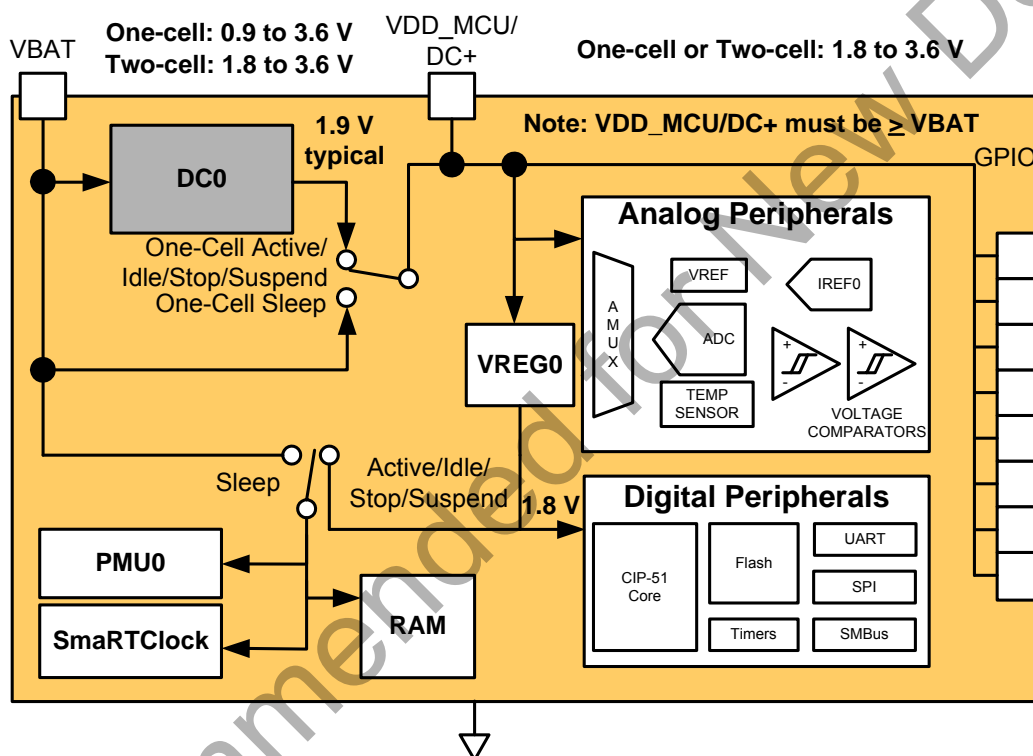 VBAT
One-cell: 0.9 to 3.6 V
Two-cell: 1.8 to 3.6 V
VDD_MCU/
DC+
One-cell or Two-cell: 1.8 to 3.6 V
Note: VDD_MCU/DC+ must be ≥ VBAT
GPIO
1.9 V
typical
DC0
One-Cell Active/
Idle/Stop/Suspend
One-Cell Sleep
VREG0
Analog Peripherals
A
M
U
X
VREF
IREF0
ADC
+
-
+
-
TEMP
SENSOR
VOLTAGE
COMPARATORS
Sleep
Active/Idle/
Stop/Suspend
1.8 V
Digital Peripherals
CIP-51
Core
Flash
UART
SPI
Timers
SMBus
PMU0
SmaRTClock
RAM
for New